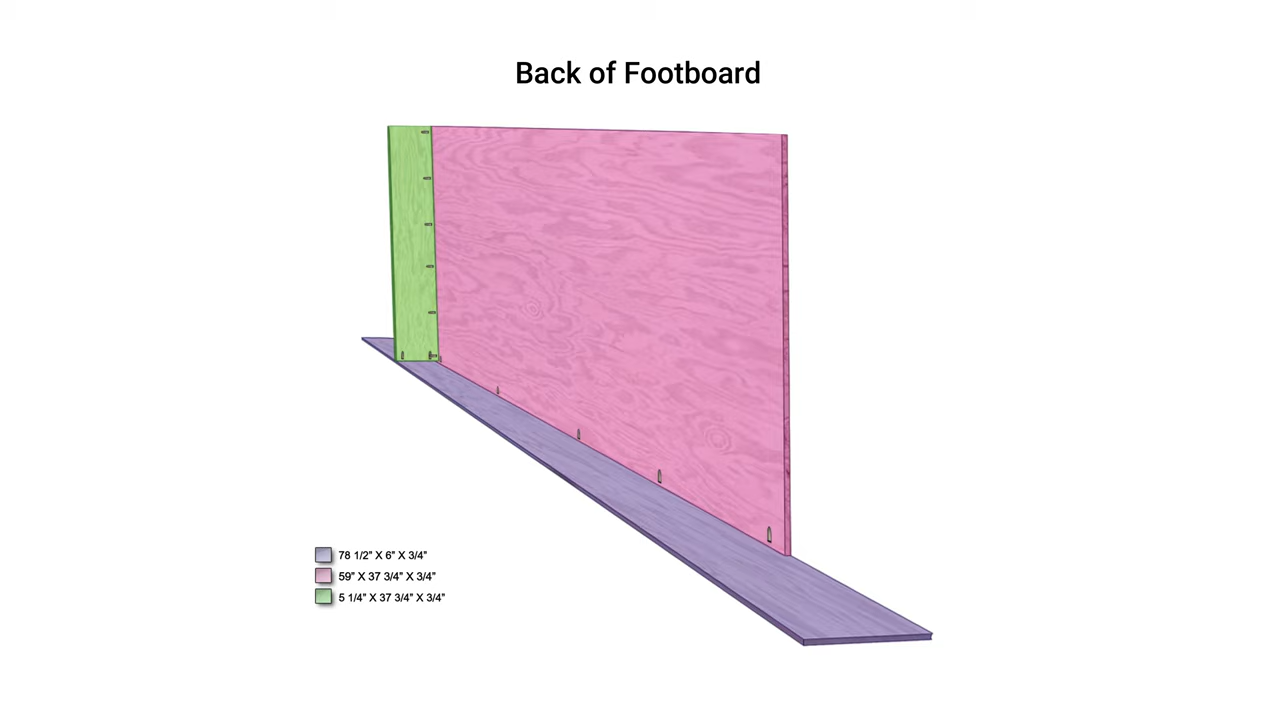 Back of Footboard
78 1/2" X 6" X 3/4"
59" X 37 3/4" X 3/4"
5 1/4" X 37 3/4" X 3/4"